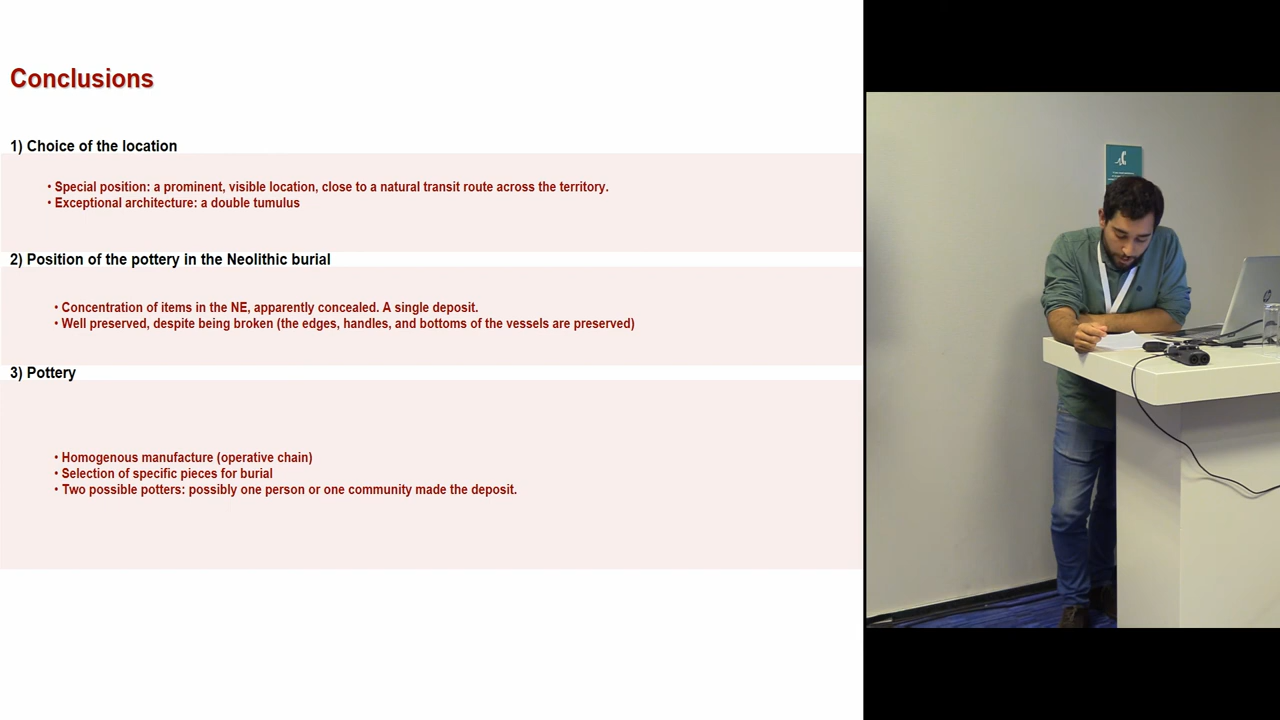 Conclusions
1) Choice of the location
• Special position: a prominent, visible location, close to a natural transit route across the territory.
• Exceptional architecture: a double tumulus
2) Position of the pottery in the Neolithic burial
• Concentration of items in the NE, apparently concealed. A single deposit.
• Well preserved, despite being broken (the edges, handles, and bottoms of the vessels are preserved)
3) Pottery
• Homogenous manufacture (operative chain)
• Selection of specific pieces for burial
• Two possible potters: possibly one person or one community made the deposit.